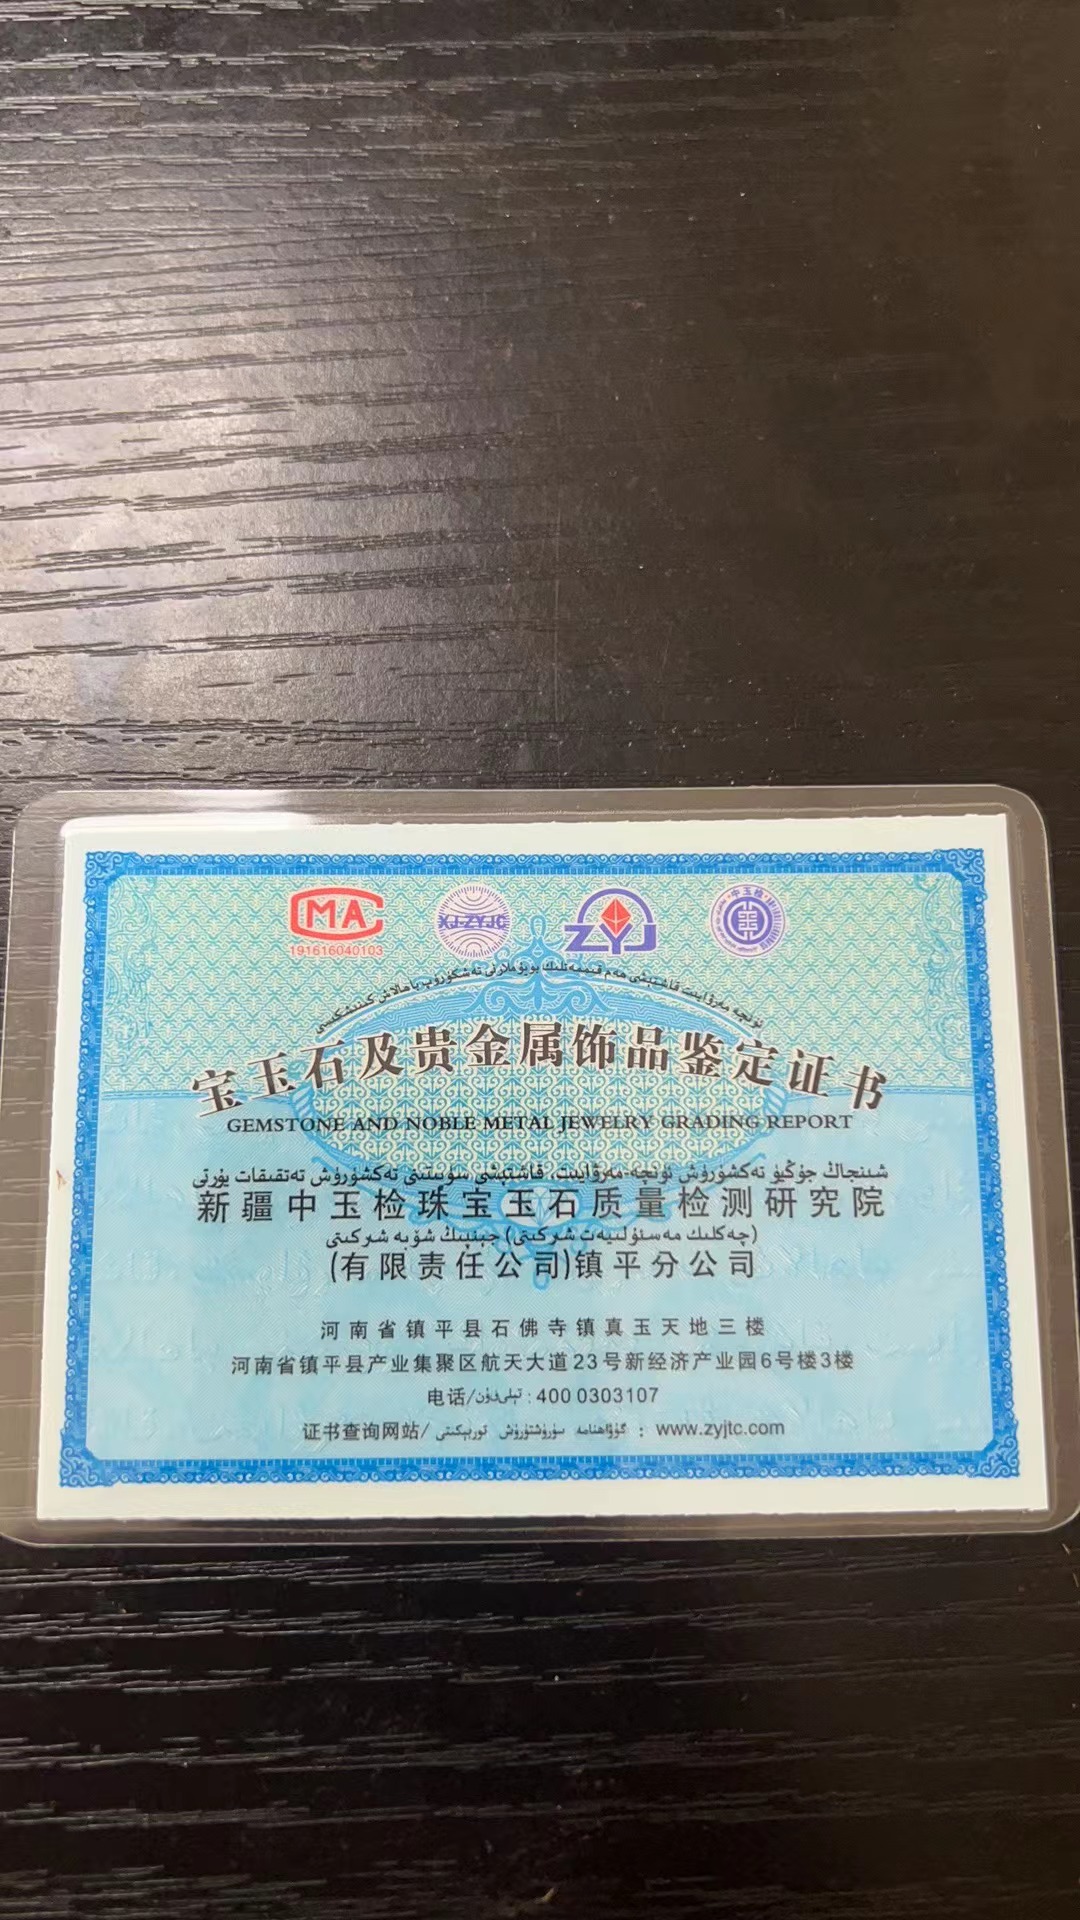 CMA
191616040103
XJ-ZYJC
ZYJ
中玉检
宝玉石及贵金属饰品鉴定证书
GEMSTONE AND NOBLE METAL JEWELRY GRADING REPORT
شىنجاڭ جۇڭيۈ تەكشۈرۈش ئۈنچە-مەرۋايىت، قاشتېشى سۈپىتىنى تەكشۈرۈش تەتقىقات يۇرتى
新疆中玉检珠宝玉石质量检测研究院
(چەكلىك مەسئۇلىيەت شىركىتى) جېنپىڭ شۆبە شىركىتى
(有限责任公司)镇平分公司
河南省镇平县石佛寺镇真玉天地三楼
河南省镇平县产业集聚区航天大道23号新经济产业园6号楼3楼
电话/تېلېفون: 400 0303107
证书查询网站/گۇۋاھنامە سۈرۈشتۈرۈش توربېكىتى: www.zyjtc.com